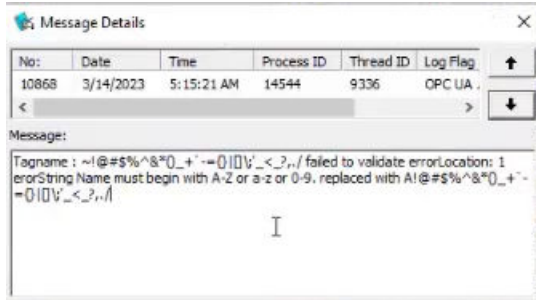 Message Details
No: Date Time Process ID Thread ID Log Flag
10868 3/14/2023 5:15:21 AM 14544 9336 OPC UA .
Message:
Tagname : ~!@#$%^&*()_+`-={}|[]\;'_<_?,./ failed to validate errorLocation: 1
erorString Name must begin with A-Z or a-z or 0-9. replaced with A!@#$%^&*()_+`-
={}|[]\;'_<_?,./